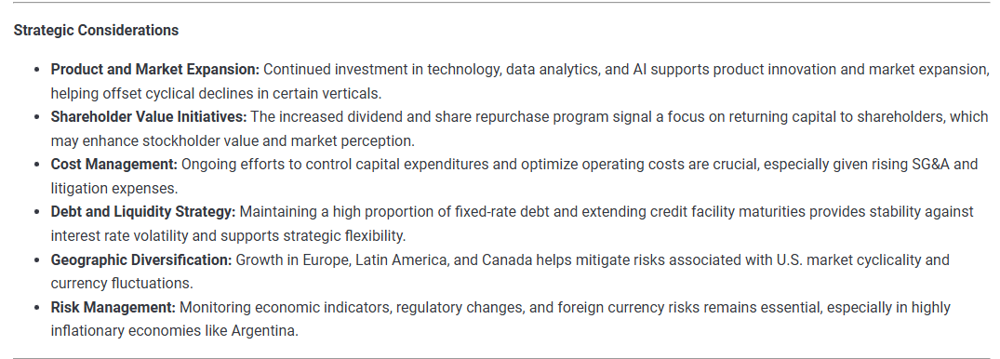 Strategic Considerations
• Product and Market Expansion: Continued investment in technology, data analytics, and AI supports product innovation and market expansion,
helping offset cyclical declines in certain verticals.
• Shareholder Value Initiatives: The increased dividend and share repurchase program signal a focus on returning capital to shareholders, which
may enhance stockholder value and market perception.
• Cost Management: Ongoing efforts to control capital expenditures and optimize operating costs are crucial, especially given rising SG&A and
litigation expenses.
• Debt and Liquidity Strategy: Maintaining a high proportion of fixed-rate debt and extending credit facility maturities provides stability against
interest rate volatility and supports strategic flexibility.
• Geographic Diversification: Growth in Europe, Latin America, and Canada helps mitigate risks associated with U.S. market cyclicality and
currency fluctuations.
• Risk Management: Monitoring economic indicators, regulatory changes, and foreign currency risks remains essential, especially in highly
inflationary economies like Argentina.